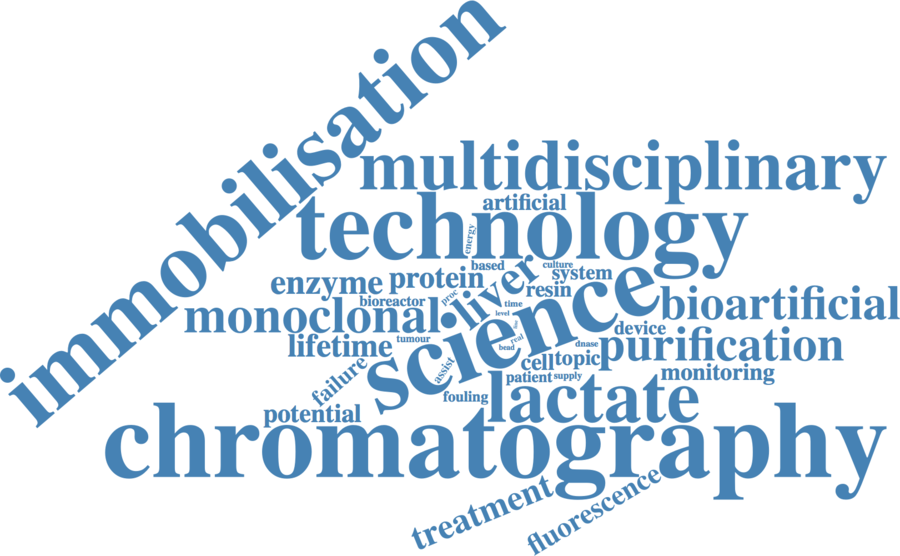 immobilisation
multidisciplinary
artificial
technology
energy
based
culture
enzyme
protein
liver
system
resin
bioreactor
proc
time
science
bioartificial
monoclonal
level
device
real
lifetime
tumour
dnase
bead
purification
cell
topic
assist
failure
patient
supply
monitoring
fouling
lactate
potential
chromatography
treatment
fluorescence